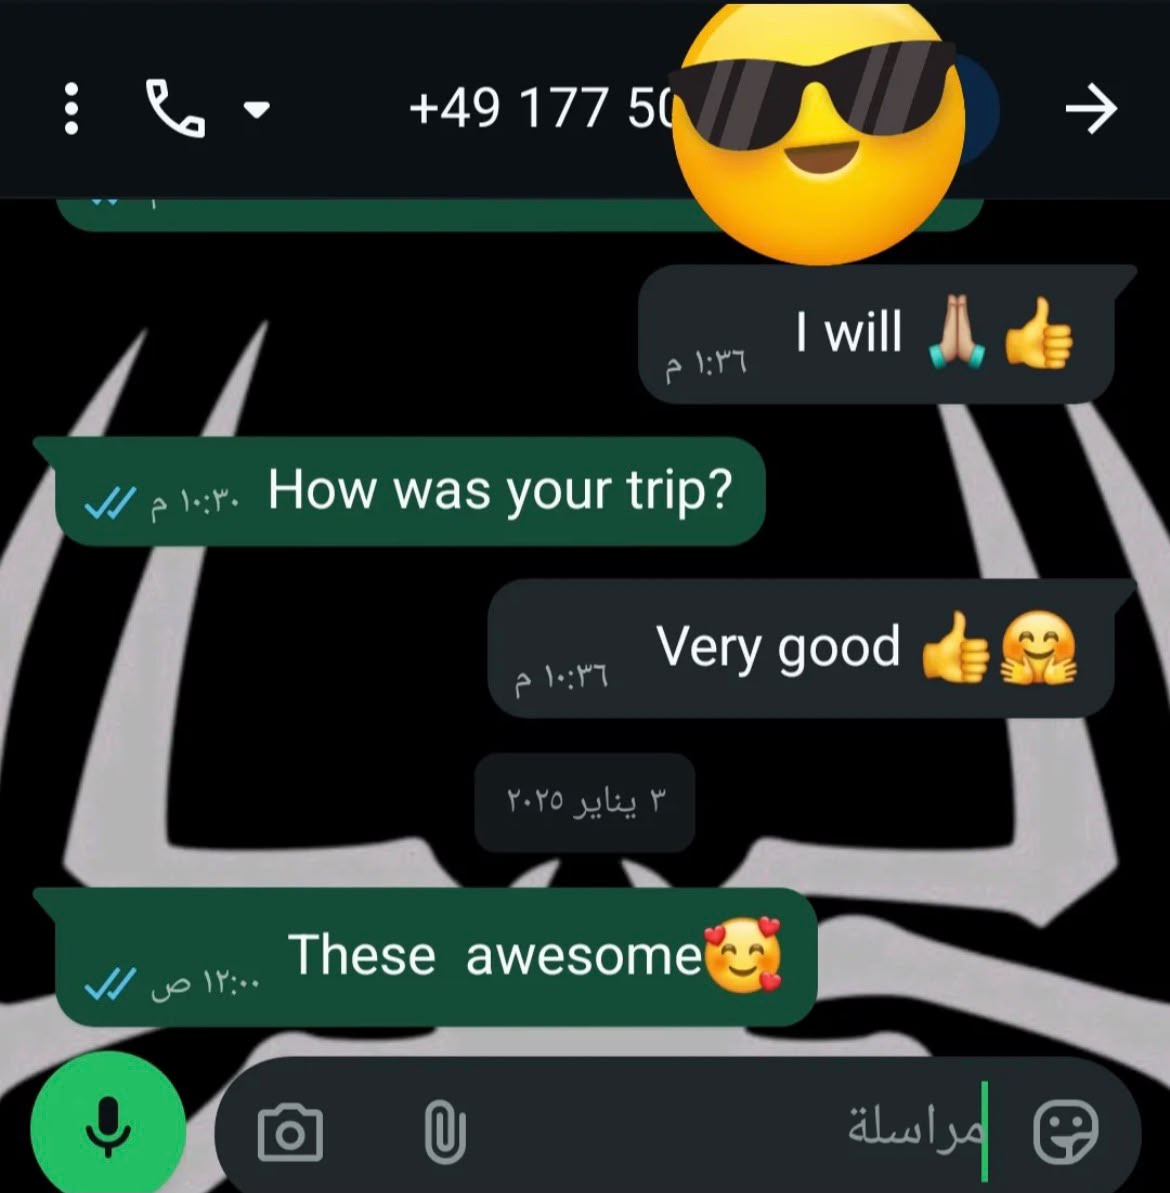 +49 177 50
I will 🙏🏼👍
١:٣٦ م
How was your trip?
١٠:٣٠ م
Very good 👍🤗
١٠:٣٦ م
٣ يناير ٢٠٢٥
These  awesome🥰
١٢:٠٠ ص
مراسلة